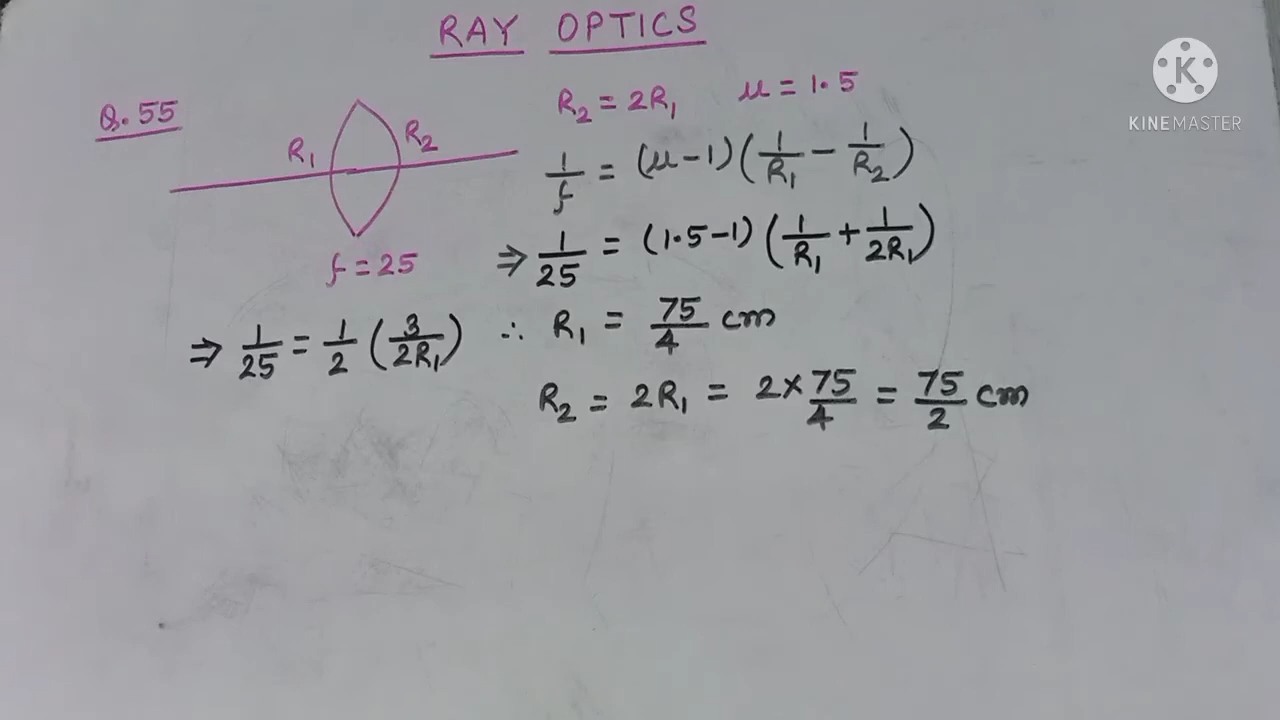 RAY OPTICS
Q.55
R₂ = 2R₁ μ = 1.5
R₁ R₂
1/f = (μ-1)(1/R₁ - 1/R₂)
f = 25
⇒ 1/25 = (1.5-1)(1/R₁ + 1/2R₁)
⇒ 1/25 = 1/2 (3/2R₁) ∴ R₁ = 75/4 cm
R₂ = 2R₁ = 2×75/4 = 75/2 cm
K
KINEMASTER